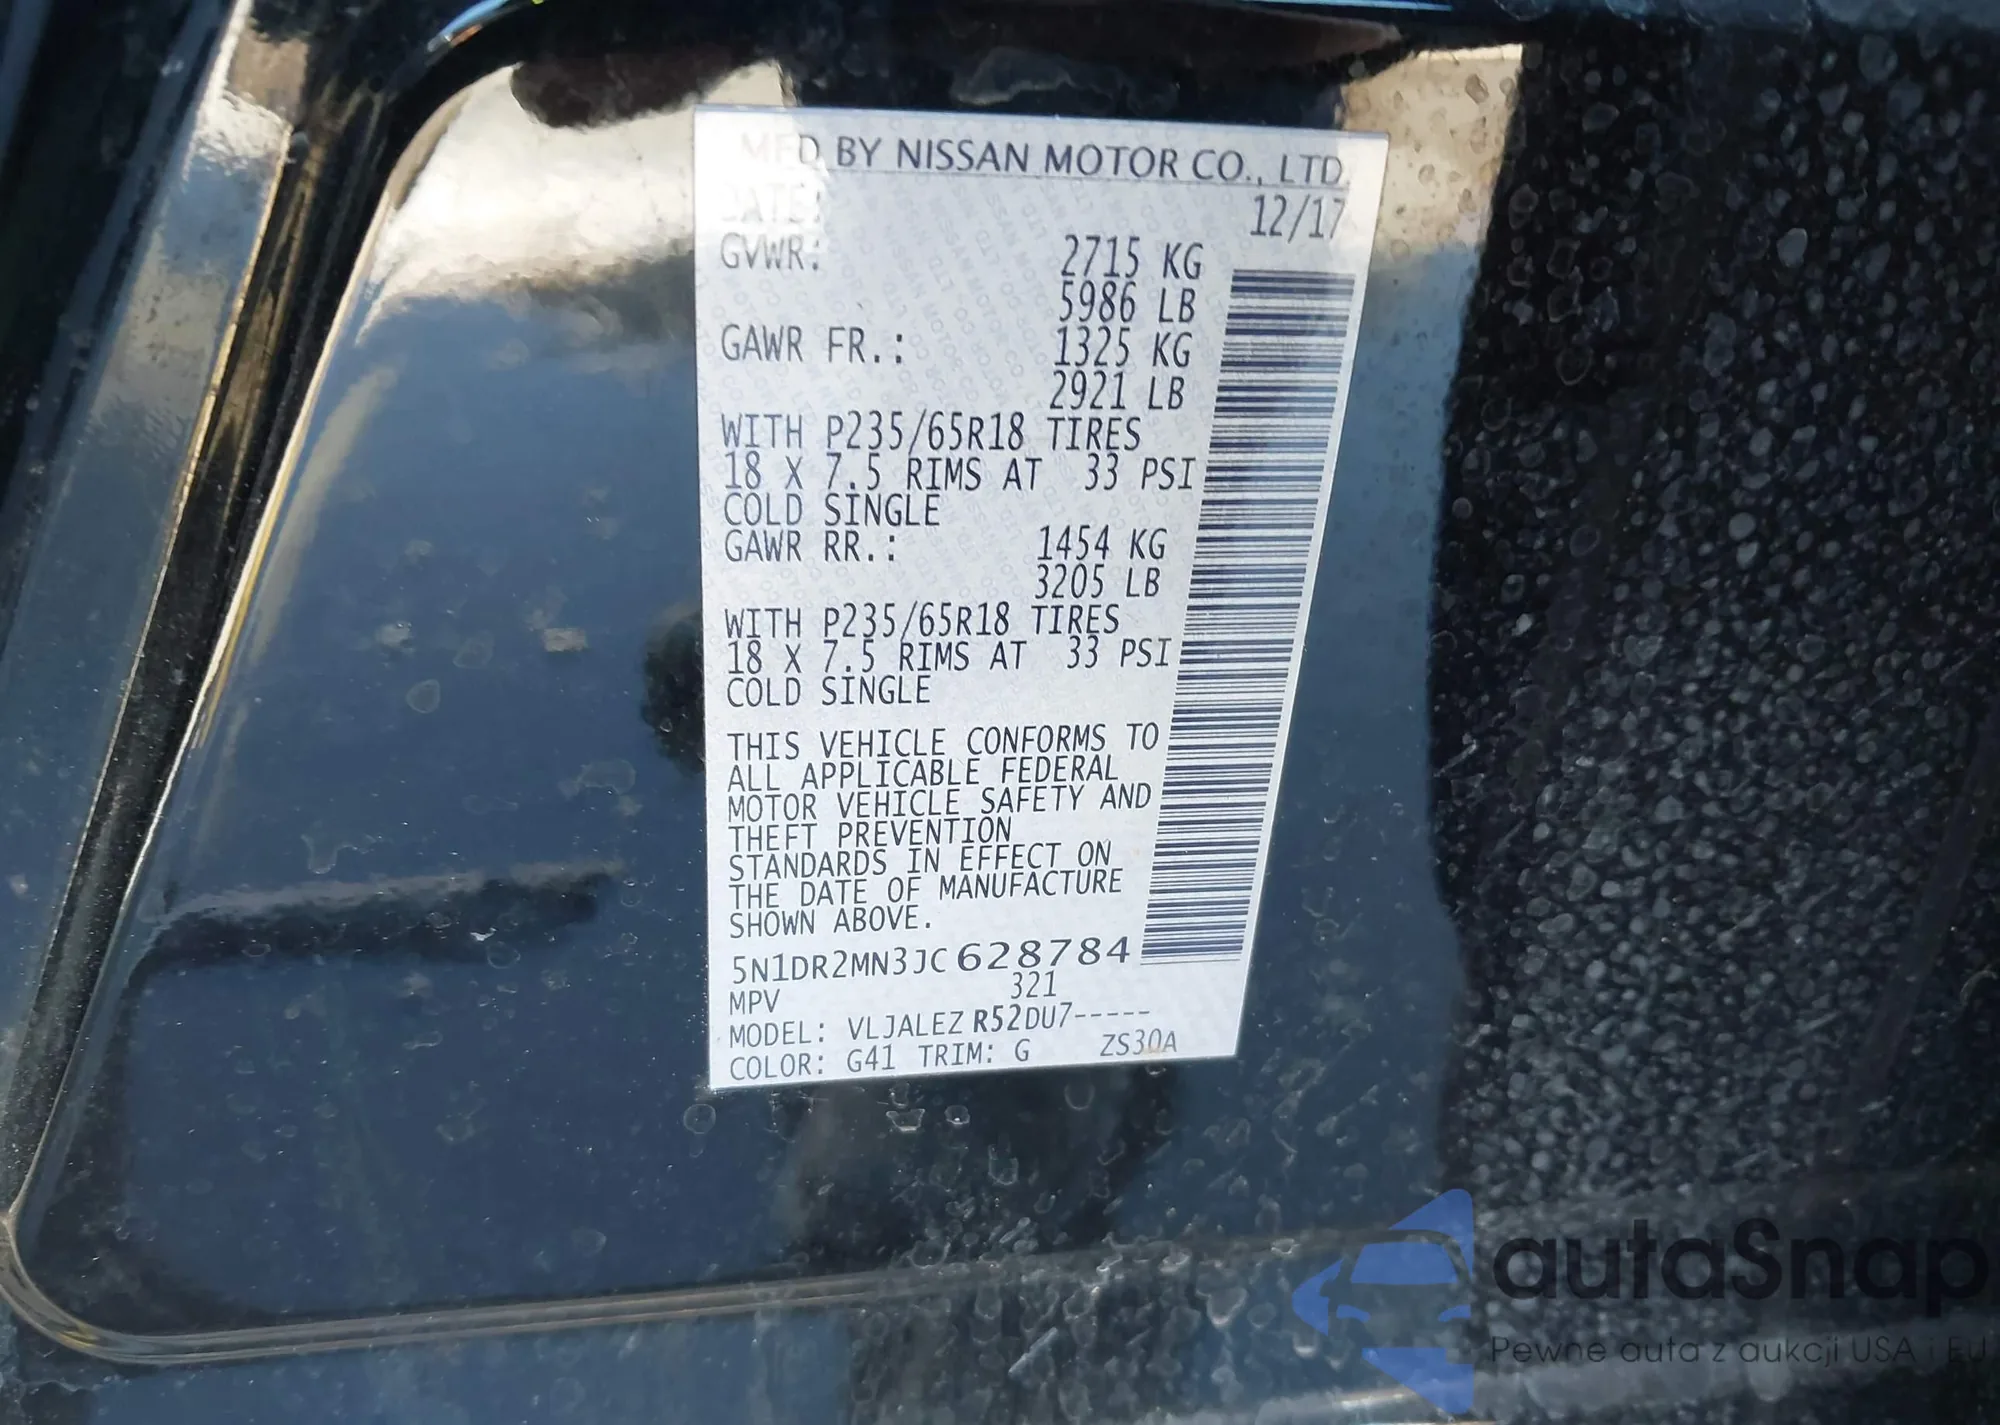 MFD BY NISSAN MOTOR CO., LTD.
DATE: 12/17
GVWR: 2715 KG
5986 LB
GAWR FR.: 1325 KG
2921 LB
WITH P235/65R18 TIRES
18 X 7.5 RIMS AT 33 PSI
COLD SINGLE
GAWR RR.: 1454 KG
3205 LB
WITH P235/65R18 TIRES
18 X 7.5 RIMS AT 33 PSI
COLD SINGLE
THIS VEHICLE CONFORMS TO
ALL APPLICABLE FEDERAL
MOTOR VEHICLE SAFETY AND
THEFT PREVENTION
STANDARDS IN EFFECT ON
THE DATE OF MANUFACTURE
SHOWN ABOVE.
5N1DR2MN3JC628784
MPV 321
MODEL: VLJALEZ R52DU7-----
COLOR: G41 TRIM: G ZS30A
autaSnap
Pewne auta z aukcji USA i EU